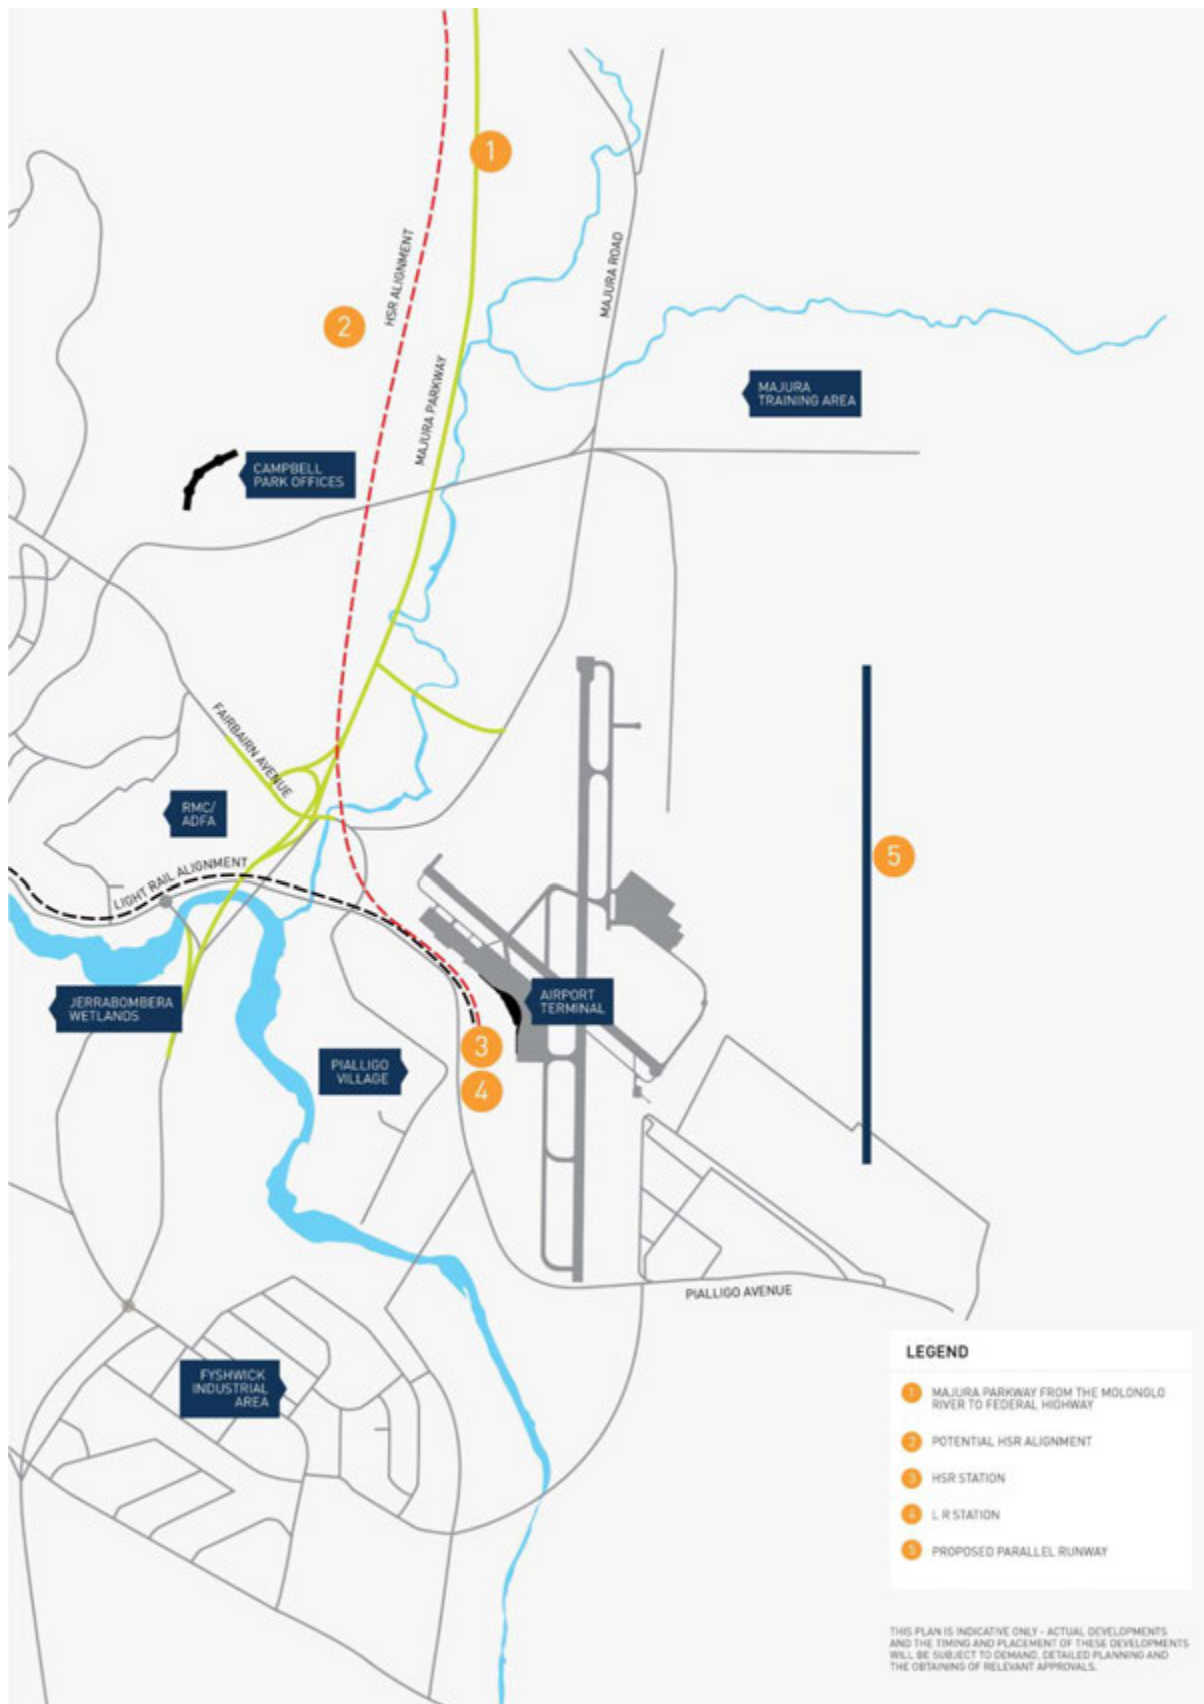 1
HSR ALIGNMENT
MAJURA ROAD
2
MAJURA PARKWAY
MAJURA
TRAINING AREA
CAMPBELL
PARK OFFICES
FAIRBAIRN AVENUE
RMC/
ADFA
5
LIGHT RAIL ALIGNMENT
JERRABOMBERA
WETLANDS
AIRPORT
TERMINAL
3
PIALLIGO
VILLAGE
4
PIALLIGO AVENUE
FYSHWICK
INDUSTRIAL
AREA
LEGEND
1 MAJURA PARKWAY FROM THE MOLONGLO
RIVER TO FEDERAL HIGHWAY
2 POTENTIAL HSR ALIGNMENT
3 HSR STATION
4 L R STATION
5 PROPOSED PARALLEL RUNWAY
THIS PLAN IS INDICATIVE ONLY - ACTUAL DEVELOPMENTS
AND THE TIMING AND PLACEMENT OF THESE DEVELOPMENTS
WILL BE SUBJECT TO DEMAND, DETAILED PLANNING AND
THE OBTAINING OF RELEVANT APPROVALS.